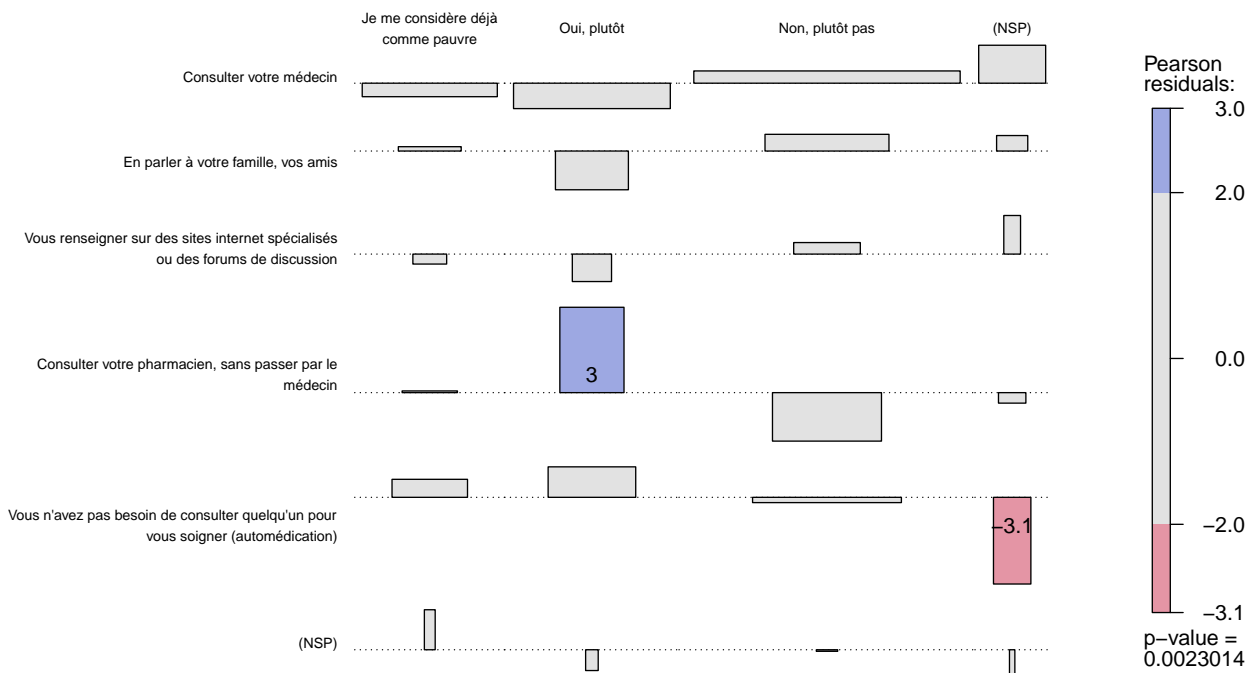 Je me considère déjà
comme pauvre
Oui, plutôt
Non, plutôt pas
(NSP)
Consulter votre médecin
En parler à votre famille, vos amis
Vous renseigner sur des sites internet spécialisés
ou des forums de discussion
Consulter votre pharmacien, sans passer par le
médecin
3
Vous n'avez pas besoin de consulter quelqu'un pour
vous soigner (automédication)
−3.1
(NSP)
Pearson
residuals:
3.0
2.0
0.0
−2.0
−3.1
p−value =
0.0023014